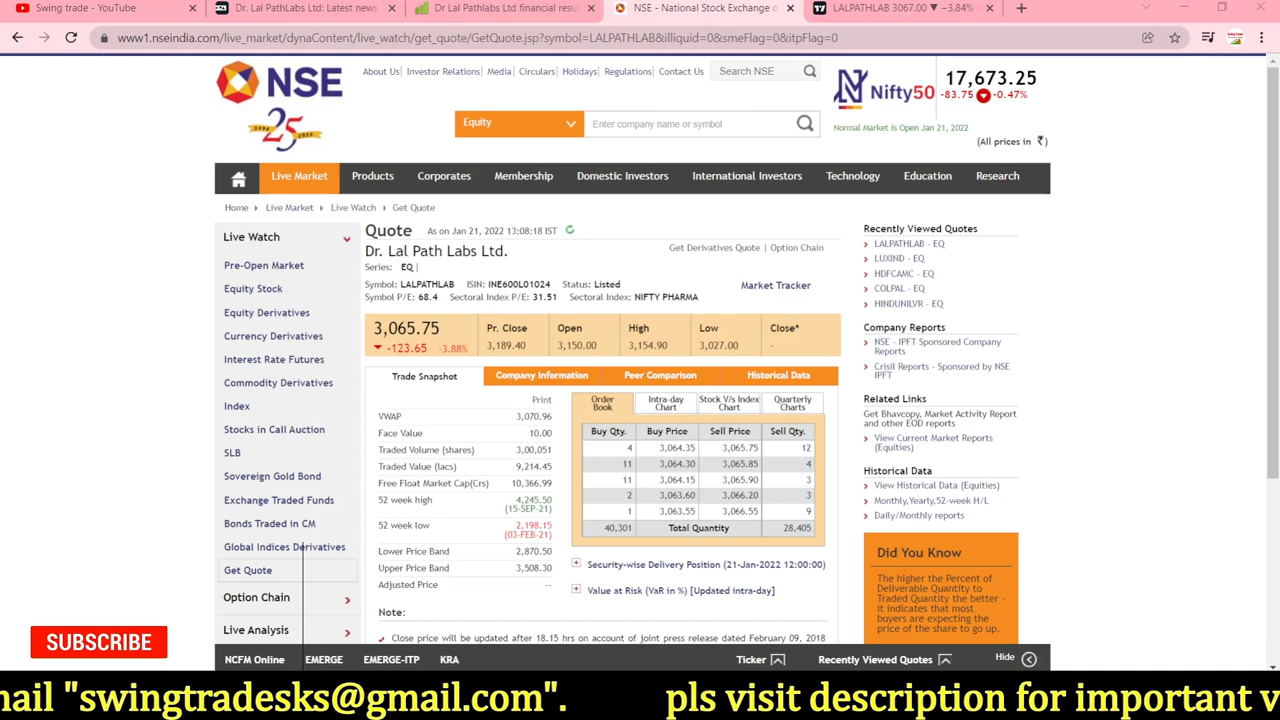 Swing trade - YouTube
Dr. Lal PathLabs Ltd: Latest news
Dr Lal Pathlabs Ltd financial resul
NSE - National Stock Exchange o
LALPATHLAB 3067.00 ▼ −3.84%
www1.nseindia.com/live_market/dynaContent/live_watch/get_quote/GetQuote.jsp?symbol=LALPATHLAB&illiquid=0&smeFlag=0&itpFlag=0
NSE
25
About Us| Investor Relations| Media| Circulars| Holidays| Regulations| Contact Us
Search NSE
Equity
Enter company name or symbol
Nifty50
17,673.25
-83.75 -0.47%
Normal Market is Open Jan 21, 2022
(All prices in ₹)
Live Market Products Corporates Membership Domestic Investors International Investors Technology Education Research
Home Live Market Live Watch Get Quote
Live Watch
Pre-Open Market
Equity Stock
Equity Derivatives
Currency Derivatives
Interest Rate Futures
Commodity Derivatives
Index
Stocks in Call Auction
SLB
Sovereign Gold Bond
Exchange Traded Funds
Bonds Traded in CM
Global Indices Derivatives
Get Quote
Option Chain
Live Analysis
Quote As on Jan 21, 2022 13:08:18 IST
Dr. Lal Path Labs Ltd.
Get Derivatives Quote | Option Chain
Series: EQ |
Symbol: LALPATHLAB ISIN: INE600L01024 Status: Listed
Market Tracker
Symbol P/E: 68.4 Sectoral Index P/E: 31.51 Sectoral Index: NIFTY PHARMA
3,065.75 Pr. Close Open High Low Close*
-123.65 -3.88% 3,189.40 3,150.00 3,154.90 3,027.00 -
Trade Snapshot Company Information Peer Comparison Historical Data
Print
VWAP 3,070.96
Face Value 10.00
Traded Volume (shares) 3,00,051
Traded Value (lacs) 9,214.45
Free Float Market Cap(Crs) 10,366.99
52 week high 4,245.50
(15-SEP-21)
52 week low 2,198.15
(03-FEB-21)
Lower Price Band 2,870.50
Upper Price Band 3,508.30
Adjusted Price --
Note:
Close price will be updated after 18.15 hrs on account of joint press release dated February 09, 2018
Order Book
Intra-day Chart
Stock V/s Index Chart
Quarterly Charts
Buy Qty. Buy Price Sell Price Sell Qty.
4 3,064.35 3,065.75 12
11 3,064.30 3,065.85 4
11 3,064.15 3,065.90 3
2 3,063.60 3,066.20 3
1 3,063.55 3,066.55 9
40,301 Total Quantity 28,405
Security-wise Delivery Position (21-Jan-2022 12:00:00)
Value at Risk (VaR in %) [Updated intra-day]
Recently Viewed Quotes
LALPATHLAB - EQ
LUXIND - EQ
HDFCAMC - EQ
COLPAL - EQ
HINDUNILVR - EQ
Company Reports
NSE - IPFT Sponsored Company
Reports
Crisil Reports - Sponsored by NSE
IPFT
Related Links
Get Bhavcopy, Market Activity Report
and other EOD reports
View Current Market Reports
(Equities)
Historical Data
View Historical Data (Equities)
Monthly,Yearly,52-week H/L
Daily/Monthly reports
Did You Know
The higher the Percent of
Deliverable Quantity to
Traded Quantity the better -
it indicates that most
buyers are expecting the
price of the share to go up.
SUBSCRIBE
NCFM Online EMERGE EMERGE-ITP KRA Ticker Recently Viewed Quotes Hide
mail "swingtradesks@gmail.com". pls visit description for important v